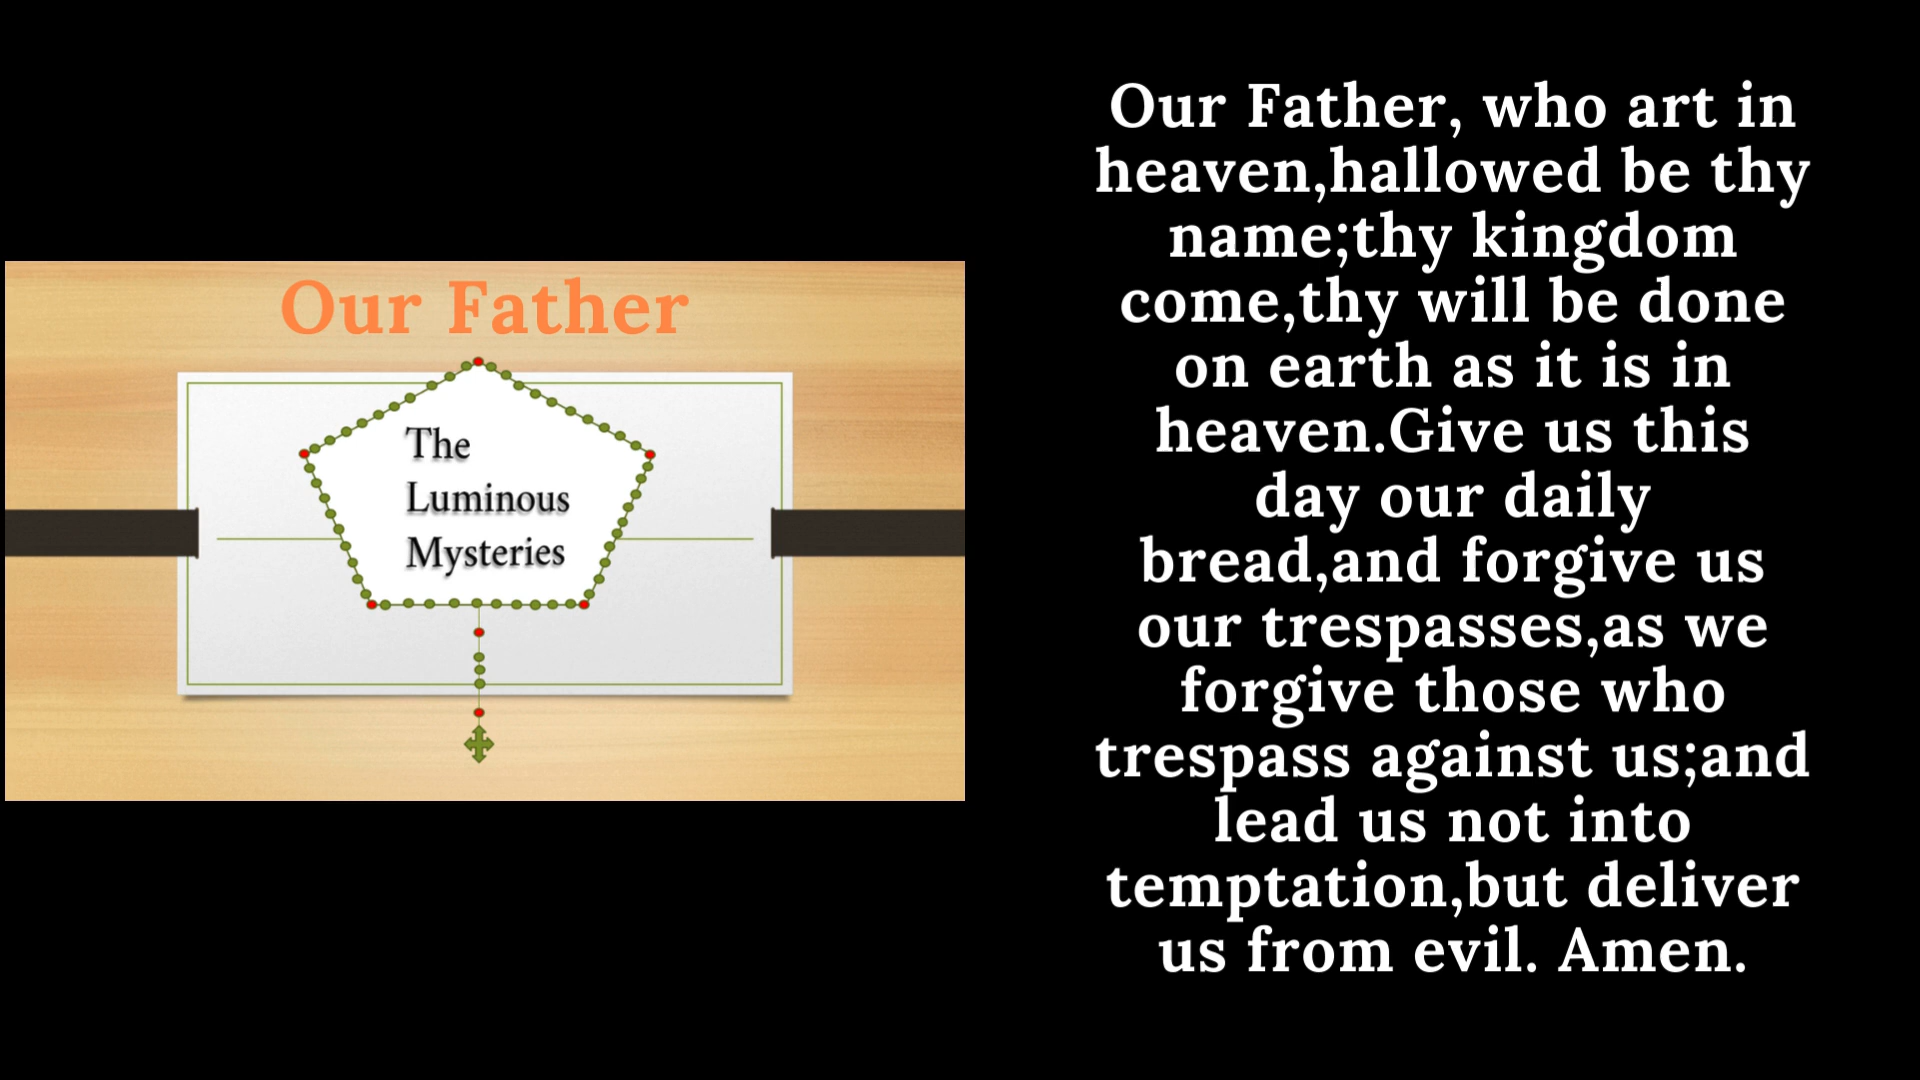 Our Father
The
Luminous
Mysteries
Our Father, who art in
heaven,hallowed be thy
name;thy kingdom
come,thy will be done
on earth as it is in
heaven.Give us this
day our daily
bread,and forgive us
our trespasses,as we
forgive those who
trespass against us;and
lead us not into
temptation,but deliver
us from evil. Amen.